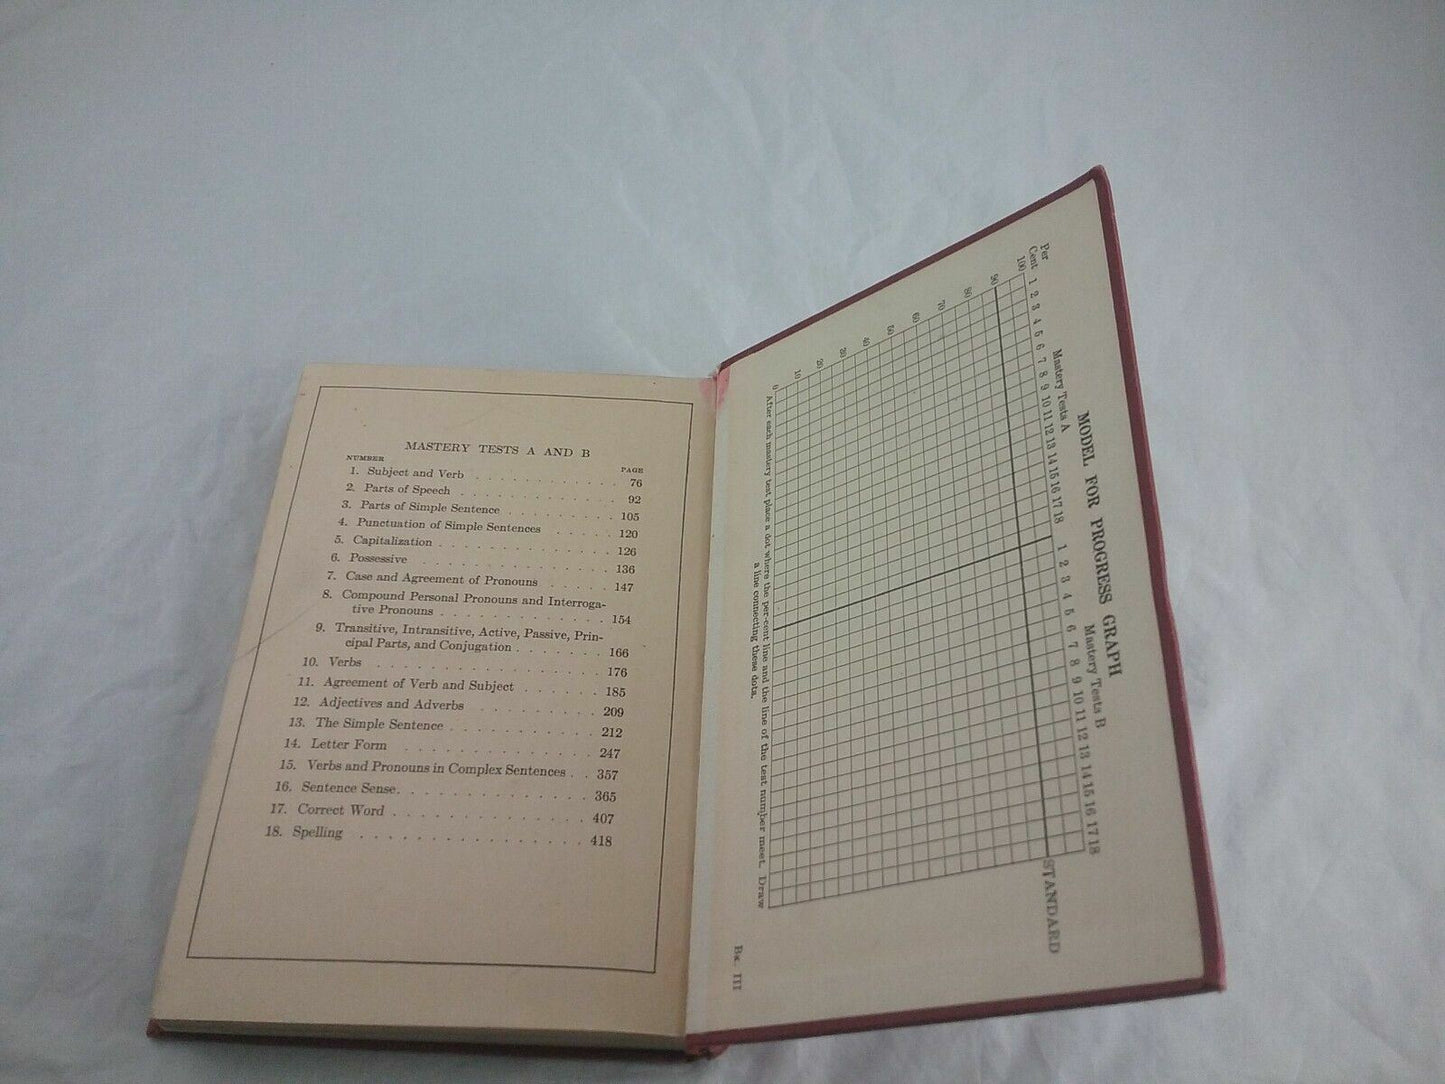 MASTERY TESTS A AND B
NUMBER PAGE
1. Subject and Verb . . . . . . . . . . . . 76
2. Parts of Speech . . . . . . . . . . . . 92
3. Parts of Simple Sentence . . . . . . . . . 105
4. Punctuation of Simple Sentences . . . . . 120
5. Capitalization . . . . . . . . . . . . . 126
6. Possessive . . . . . . . . . . . . . . 136
7. Case and Agreement of Pronouns . . . . 147
8. Compound Personal Pronouns and Interroga-
tive Pronouns . . . . . . . . . . . . 154
9. Transitive, Intransitive, Active, Passive, Prin-
cipal Parts, and Conjugation . . . . . . . 166
10. Verbs . . . . . . . . . . . . . . . . 176
11. Agreement of Verb and Subject . . . . . . 185
12. Adjectives and Adverbs . . . . . . . . . 209
13. The Simple Sentence . . . . . . . . . . 212
14. Letter Form . . . . . . . . . . . . . 247
15. Verbs and Pronouns in Complex Sentences . . 357
16. Sentence Sense . . . . . . . . . . . . . 365
17. Correct Word . . . . . . . . . . . . . 407
18. Spelling . . . . . . . . . . . . . . . 418
MODEL FOR PROGRESS GRAPH
Mastery Tests A Mastery Tests B
Per
Cent 1 2 3 4 5 6 7 8 9 10 11 12 13 14 15 16 17 18 1 2 3 4 5 6 7 8 9 10 11 12 13 14 15 16 17 18
100
90 STANDARD
80
70
60
50
40
30
20
10
0
After each mastery test place a dot where the per-cent line and the line of the test number meet. Draw
a line connecting these dots.
Bk. III